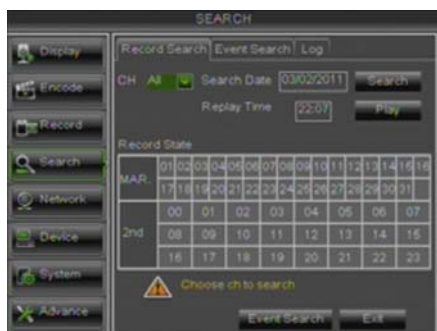 SEARCH
Display
Encode
Record
Search
Network
Device
System
Advance
Record Search Event Search Log
CH All Search Date 03/02/2011 Search
Replay Time 22:07 Play
Record State
MAR. 01 02 03 04 05 06 07 08 09 10 11 12 13 14 15 16
17 18 19 20 21 22 23 24 25 26 27 28 29 30 31
2nd 00 01 02 03 04 05 06 07
08 09 10 11 12 13 14 15
16 17 18 19 20 21 22 23
Choose ch to search
Event Search Exit